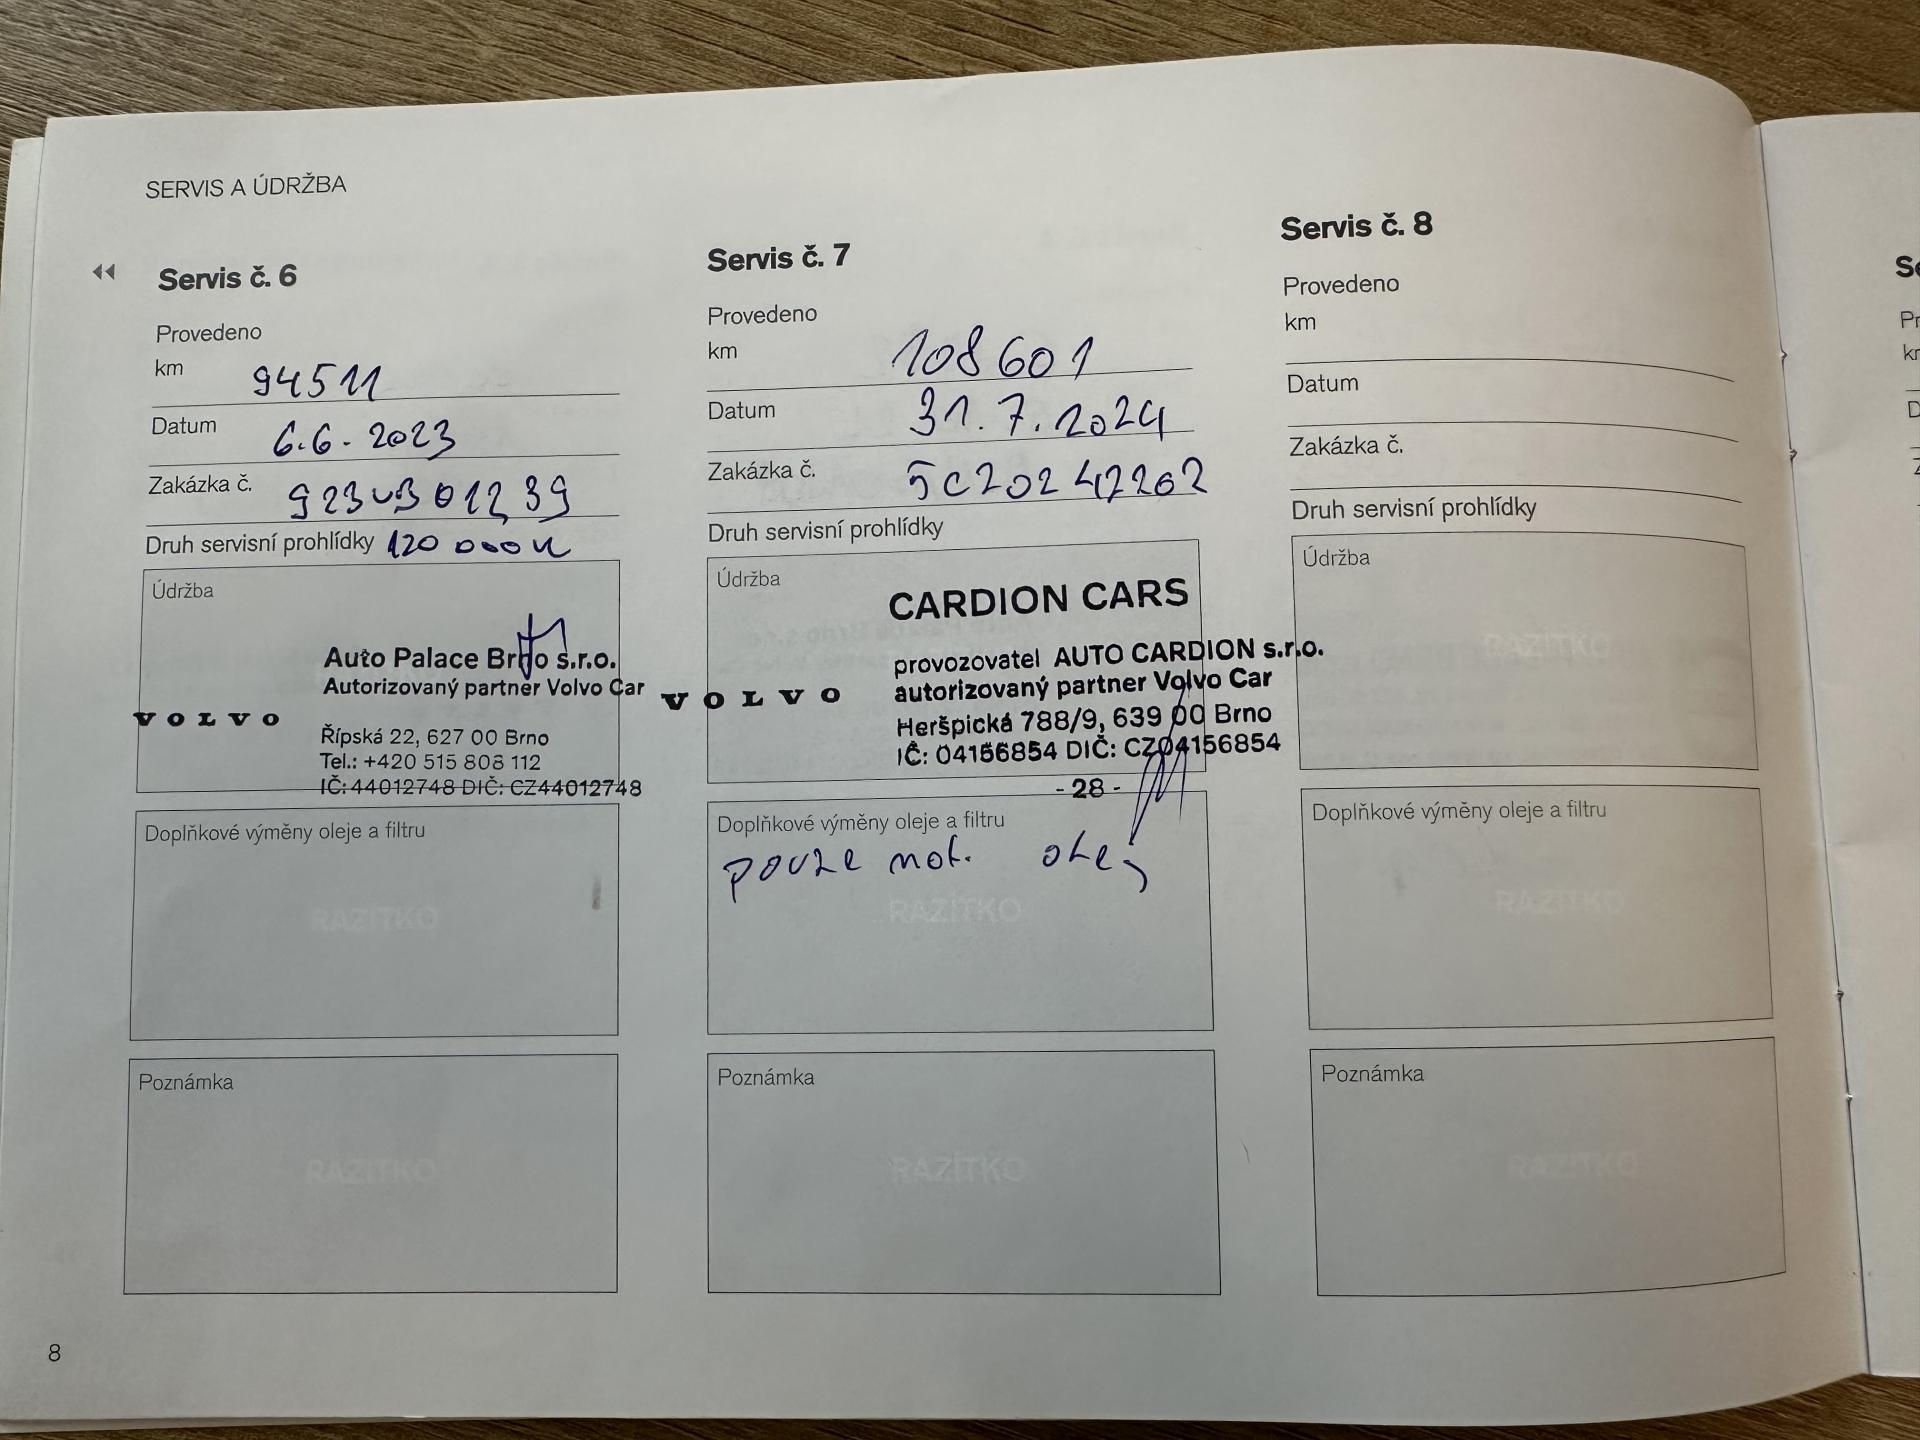 SERVIS A ÚDRŽBA
Servis č. 6
Provedeno
km 94511
Datum 6.6.2023
Zakázka č.
Druh servisní prohlídky 120 000
Údržba
Auto Palace Brno s.r.o.
Autorizovaný partner Volvo Car
VOLVO
Řípská 22, 627 00 Brno
Tel.: +420 515 808 112
IČ: 44012748 DIČ: CZ44012748
Doplňkové výměny oleje a filtru
RAZÍTKO
Poznámka
RAZÍTKO
Servis č. 7
Provedeno
km 108601
Datum 31.7.2024
Zakázka č.
Druh servisní prohlídky
Údržba
CARDION CARS
provozovatel AUTO CARDION s.r.o.
autorizovaný partner Volvo Car
VOLVO
Heršpická 788/9, 639 00 Brno
IČ: 04156854 DIČ: CZ04156854
- 28 -
Doplňkové výměny oleje a filtru
pouze mot. olej
RAZÍTKO
Poznámka
RAZÍTKO
Servis č. 8
Provedeno
km
Datum
Zakázka č.
Druh servisní prohlídky
Údržba
RAZÍTKO
Doplňkové výměny oleje a filtru
RAZÍTKO
Poznámka
RAZÍTKO
8